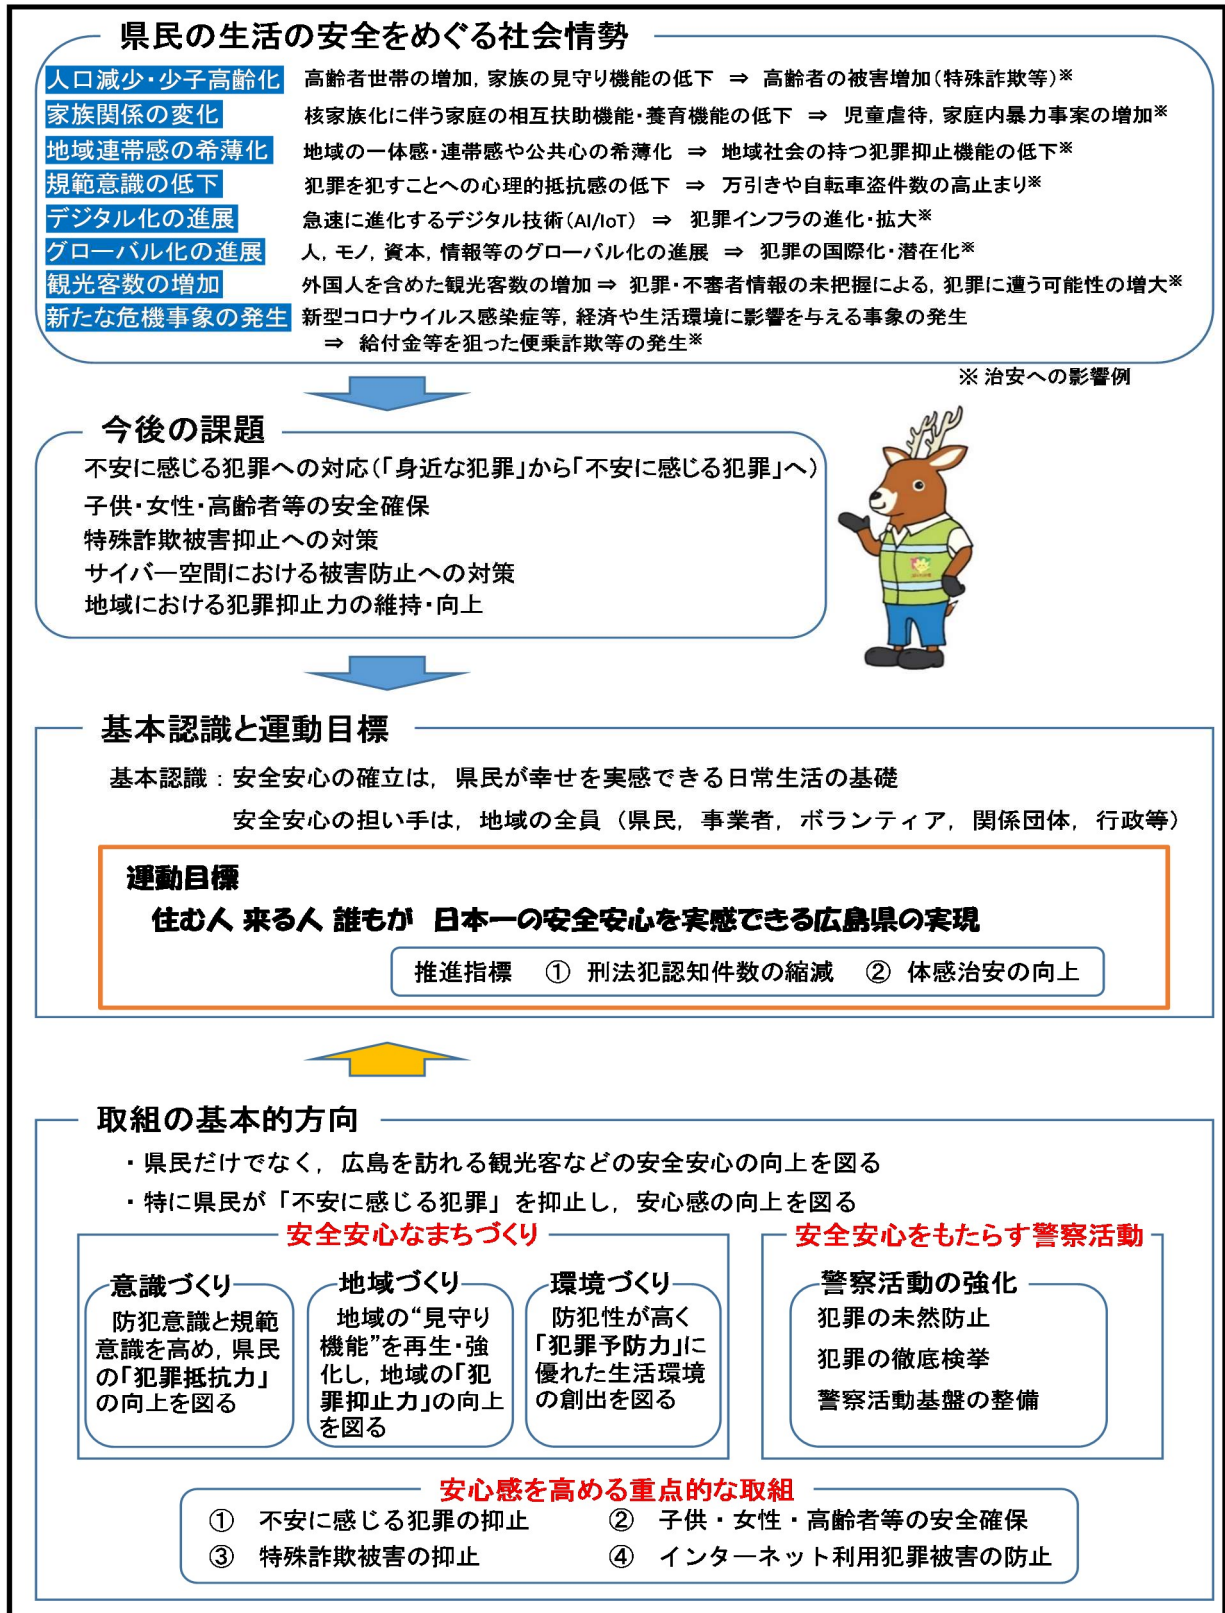 県民の生活の安全をめぐる社会情勢
人口減少・少子高齢化 高齢者世帯の増加，家族の見守り機能の低下 ⇒ 高齢者の被害増加（特殊詐欺等）※
家族関係の変化 核家族化に伴う家庭の相互扶助機能・養育機能の低下 ⇒ 児童虐待，家庭内暴力事案の増加※
地域連帯感の希薄化 地域の一体感・連帯感や公共心の希薄化 ⇒ 地域社会の持つ犯罪抑止機能の低下※
規範意識の低下 犯罪を犯すことへの心理的抵抗感の低下 ⇒ 万引きや自転車盗件数の高止まり※
デジタル化の進展 急速に進化するデジタル技術（AI/IoT） ⇒ 犯罪インフラの進化・拡大※
グローバル化の進展 人，モノ，資本，情報等のグローバル化の進展 ⇒ 犯罪の国際化・潜在化※
観光客数の増加 外国人を含めた観光客数の増加 ⇒ 犯罪・不審者情報の未把握による，犯罪に遭う可能性の増大※
新たな危機事象の発生 新型コロナウイルス感染症等，経済や生活環境に影響を与える事象の発生
⇒ 給付金等を狙った便乗詐欺等の発生※
※ 治安への影響例
今後の課題
不安に感じる犯罪への対応（「身近な犯罪」から「不安に感じる犯罪」へ）
子供・女性・高齢者等の安全確保
特殊詐欺被害抑止への対策
サイバー空間における被害防止への対策
地域における犯罪抑止力の維持・向上
基本認識と運動目標
基本認識：安全安心の確立は，県民が幸せを実感できる日常生活の基礎
安全安心の担い手は，地域の全員（県民，事業者，ボランティア，関係団体，行政等）
運動目標
住む人 来る人 誰もが 日本一の安全安心を実感できる広島県の実現
推進指標 ① 刑法犯認知件数の縮減 ② 体感治安の向上
取組の基本的方向
・県民だけでなく，広島を訪れる観光客などの安全安心の向上を図る
・特に県民が「不安に感じる犯罪」を抑止し，安心感の向上を図る
安全安心なまちづくり
意識づくり
防犯意識と規範
意識を高め，県民
の「犯罪抵抗力」
の向上を図る
地域づくり
地域の“見守り
機能”を再生・強
化し，地域の「犯
罪抑止力」の向上
を図る
環境づくり
防犯性が高く
「犯罪予防力」に
優れた生活環境
の創出を図る
安全安心をもたらす警察活動
警察活動の強化
犯罪の未然防止
犯罪の徹底検挙
警察活動基盤の整備
安心感を高める重点的な取組
① 不安に感じる犯罪の抑止 ② 子供・女性・高齢者等の安全確保
③ 特殊詐欺被害の抑止 ④ インターネット利用犯罪被害の防止